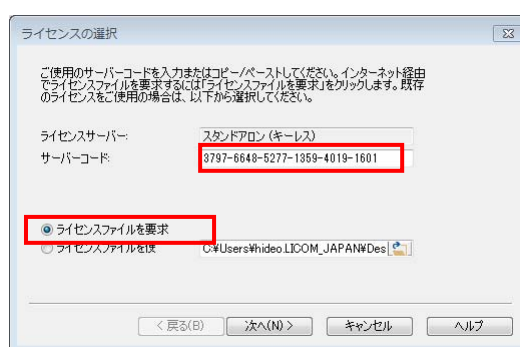 ライセンスの選択
ご使用のサーバーコードを入力またはコピー/ペーストしてください。インターネット経由
でライセンスファイルを要求するには「ライセンスファイルを要求」をクリックします。既存
のライセンスをご使用の場合は、以下から選択してください。
ライセンスサーバー: スタンドアロン (キーレス)
サーバーコード: 3797-6648-5277-1359-4019-1601
ライセンスファイルを要求
ライセンスファイルを使 C:¥Users¥hideo.LICOM_JAPAN¥Des
< 戻る(B) 次へ(N) > キャンセル ヘルプ